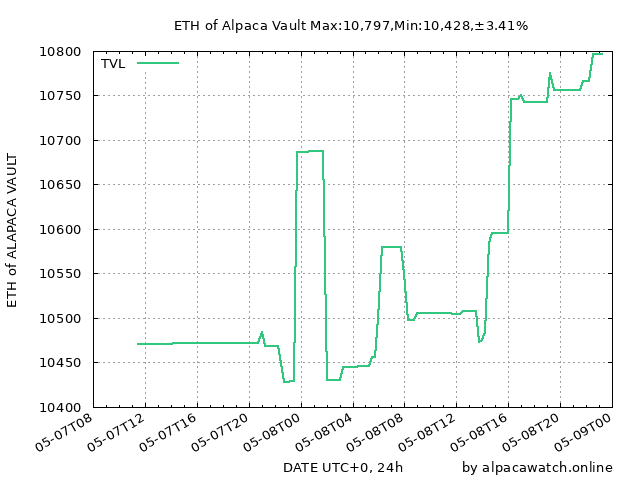 ETH of Alpaca Vault Max:10,797,Min:10,428,±3.41%
TVL
10800
10750
10700
10650
10600
10550
10500
10450
10400
ETH of ALAPACA VAULT
05-07T08
05-07T12
05-07T16
05-07T20
05-08T00
05-08T04
05-08T08
05-08T12
05-08T16
05-08T20
05-09T00
DATE UTC+0, 24h
by alpacawatch.online